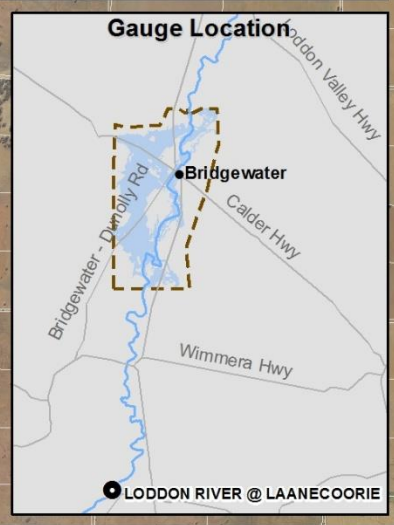 Gauge Location
Loddon Valley Hwy
Bridgewater
Bridgewater - Dunolly Rd
Calder Hwy
Wimmera Hwy
LODDON RIVER @ LAANECOORIE